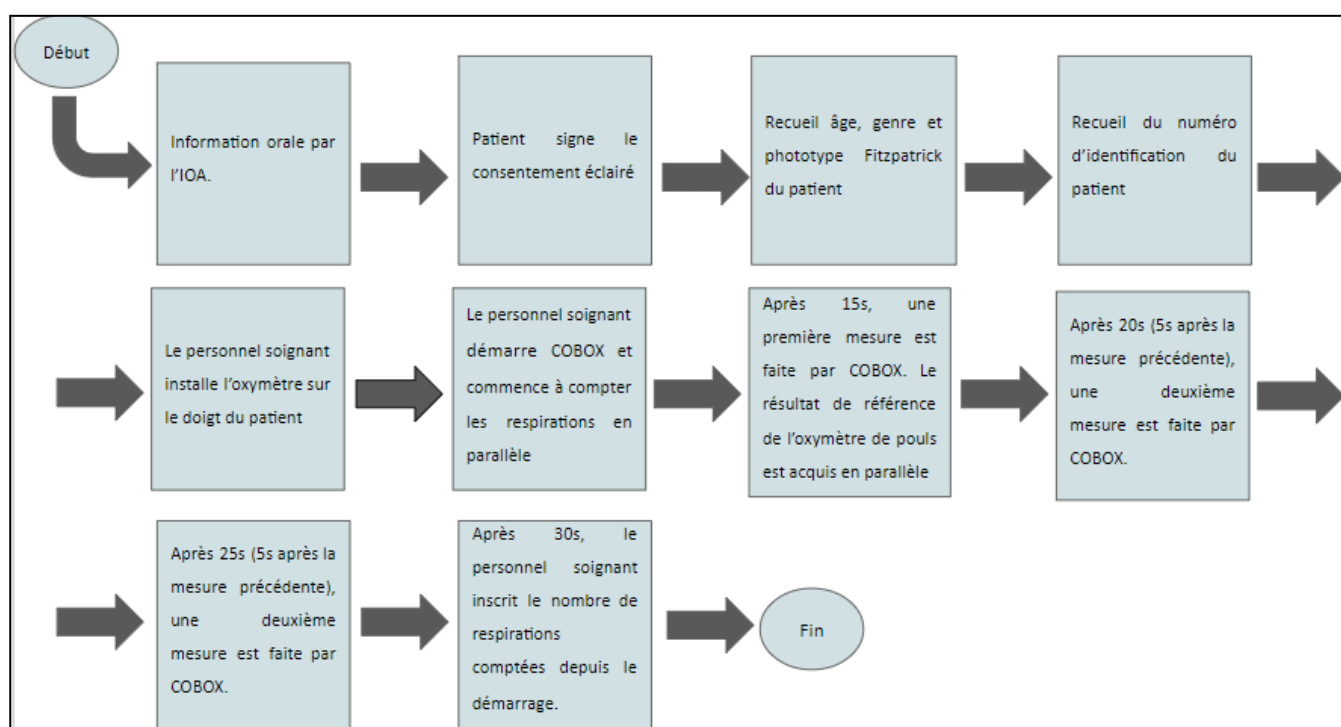 Début
Information orale par
l'IOA.
Patient signe le
consentement éclairé
Recueil âge, genre et
phototype Fitzpatrick
du patient
Recueil du numéro
d'identification du
patient
Le personnel soignant
installe l'oxymètre sur
le doigt du patient
Le personnel soignant
démarre COBOX et
commence à compter
les respirations en
parallèle
Après 15s, une
première mesure est
faite par COBOX. Le
résultat de référence
de l'oxymètre de pouls
est acquis en parallèle
Après 20s (5s après la
mesure précédente),
une deuxième
mesure est faite par
COBOX.
Après 25s (5s après la
mesure précédente),
une deuxième
mesure est faite par
COBOX.
Après 30s, le
personnel soignant
inscrit le nombre de
respirations
comptées depuis le
démarrage.
Fin